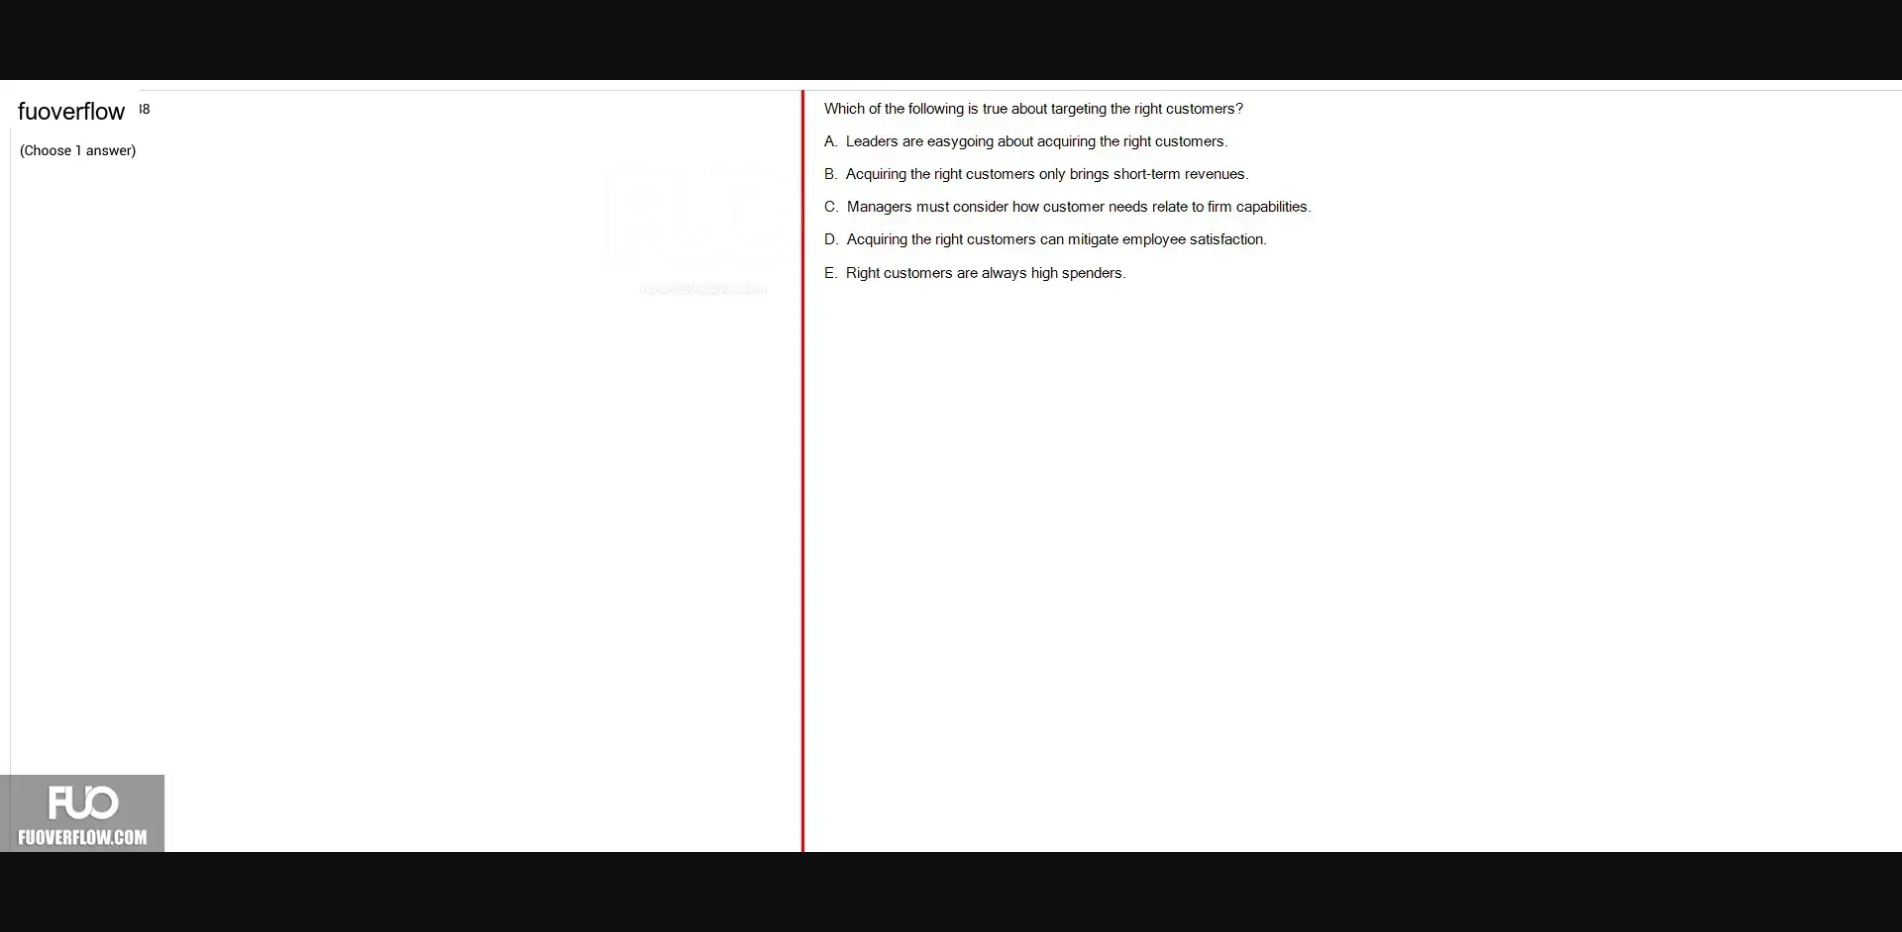 fuoverflow 38
(Choose 1 answer)
Which of the following is true about targeting the right customers?
A. Leaders are easygoing about acquiring the right customers.
B. Acquiring the right customers only brings short-term revenues.
C. Managers must consider how customer needs relate to firm capabilities.
D. Acquiring the right customers can mitigate employee satisfaction.
E. Right customers are always high spenders.
FUO
FUOVERFLOW.COM
FUO
FUOVERFLOW.COM